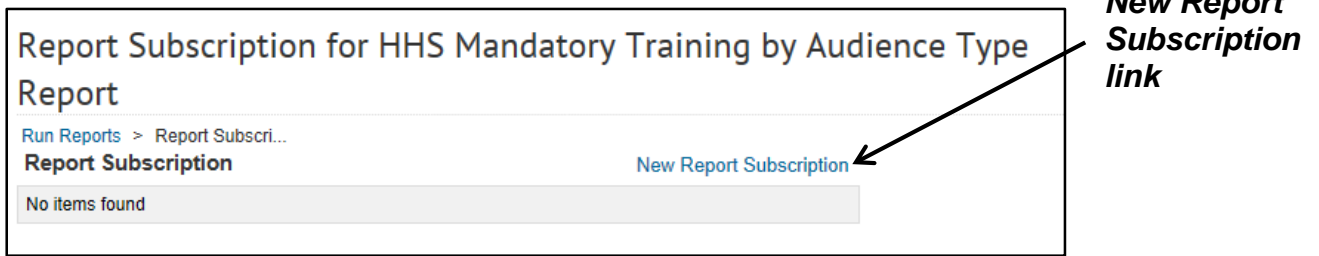 Report Subscription for HHS Mandatory Training by Audience Type
Report
Run Reports > Report Subscri...
Report Subscription
New Report Subscription
No items found
New Report
Subscription
link